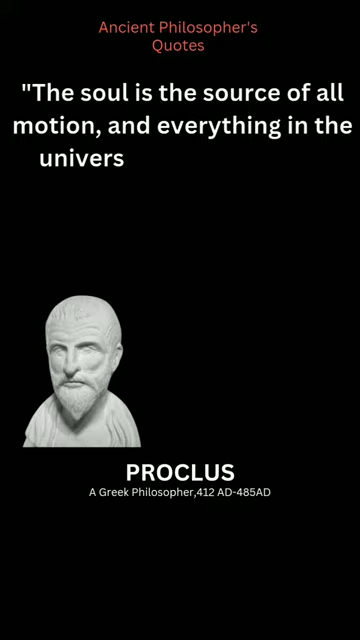 Ancient Philosopher's
Quotes
"The soul is the source of all
motion, and everything in the
univers
PROCLUS
A Greek Philosopher,412 AD-485AD